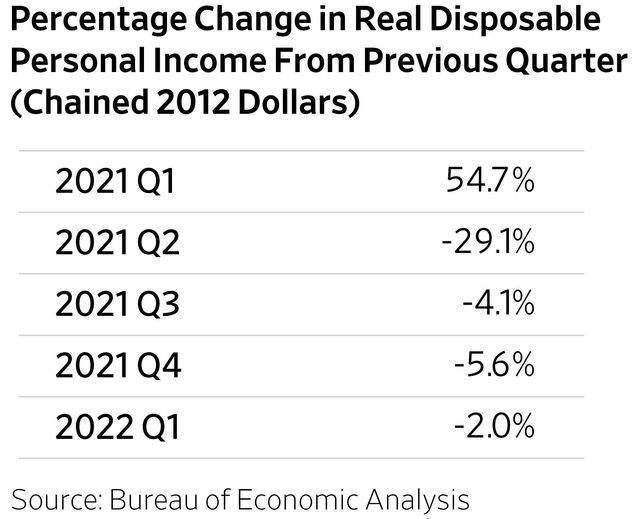 Percentage Change in Real Disposable
Personal Income From Previous Quarter
(Chained 2012 Dollars)
2021 Q1 54.7%
2021 Q2 -29.1%
2021 Q3 -4.1%
2021 Q4 -5.6%
2022 Q1 -2.0%
Source: Bureau of Economic Analysis